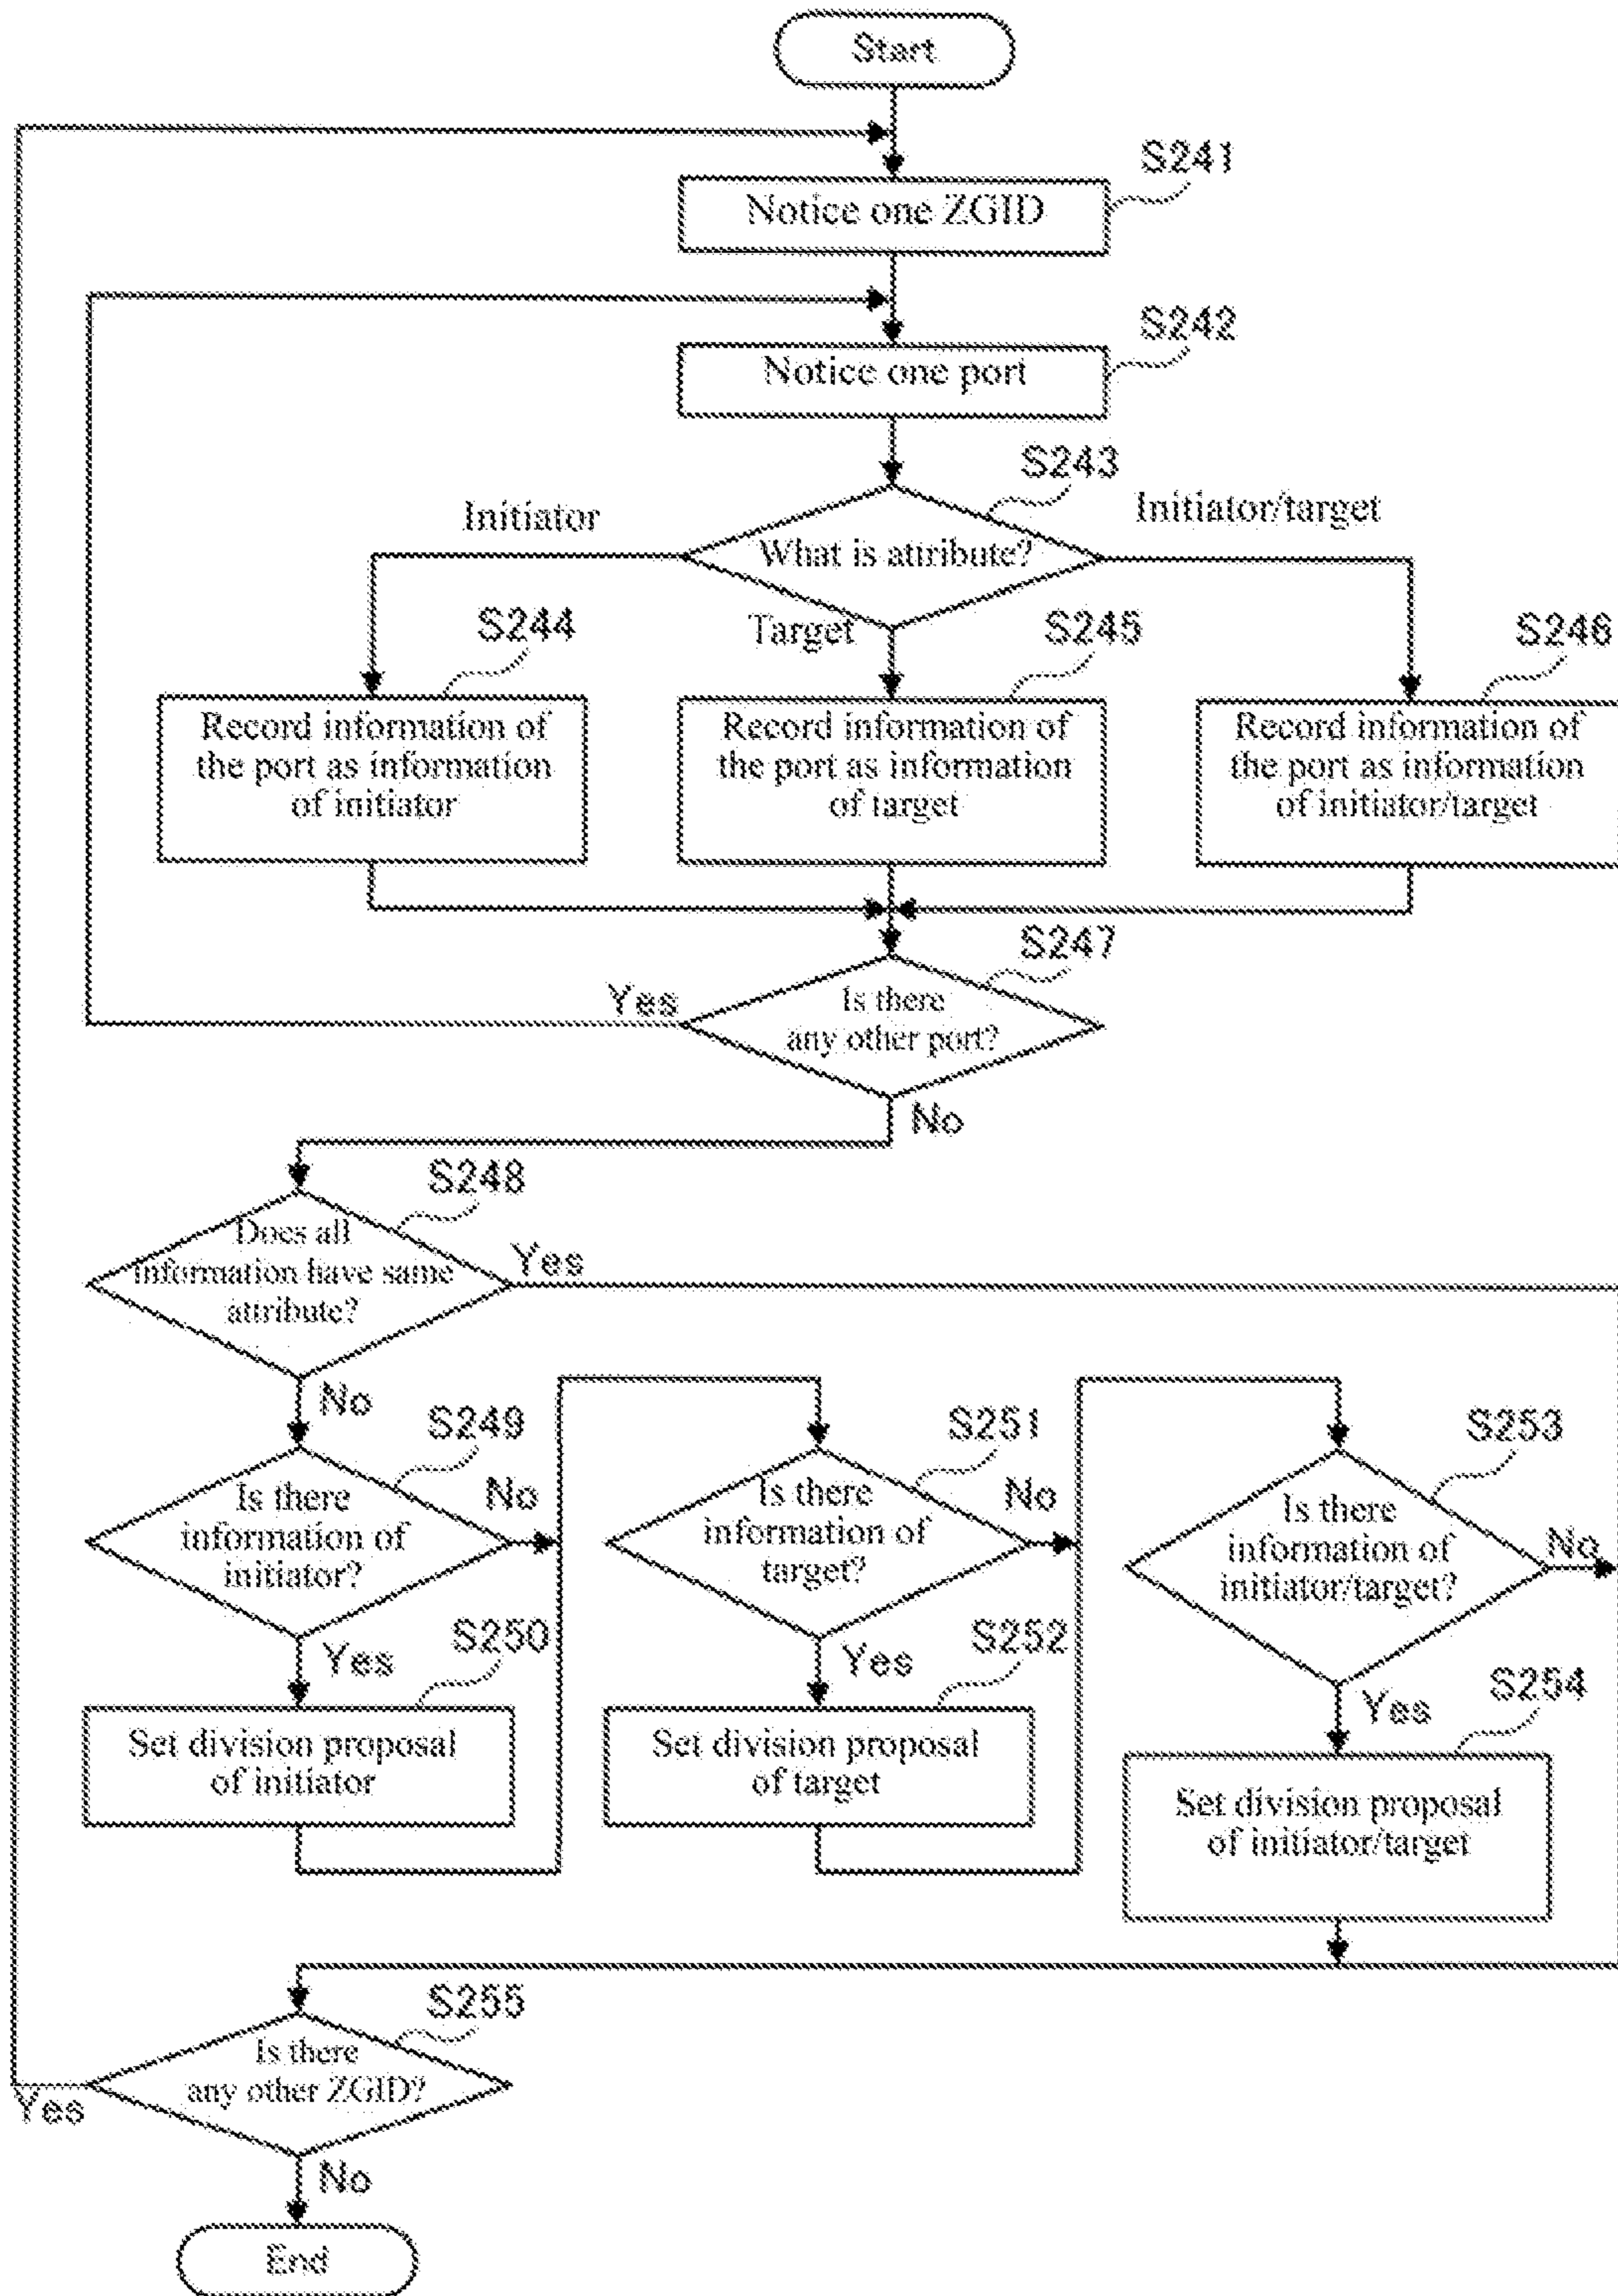 Start
S241
Notice one ZGID
S242
Notice one port
S243
Initiator
Initiator/target
What is attribute?
Target
S244
S245
S246
Record information of
the port as information
of initiator
Record information of
the port as information
of target
Record information of
the port as information
of initiator/target
S247
Yes
Is there
any other port?
No
S248
Does all
information have same
attribute?
Yes
No
S249
Is there
information of
initiator?
No
Yes
S250
Set division proposal
of initiator
S251
Is there
information of
target?
No
Yes
S252
Set division proposal
of target
S253
Is there
information of
initiator/target?
No
Yes
S254
Set division proposal
of initiator/target
S255
Is there
any other ZGID?
Yes
No
End